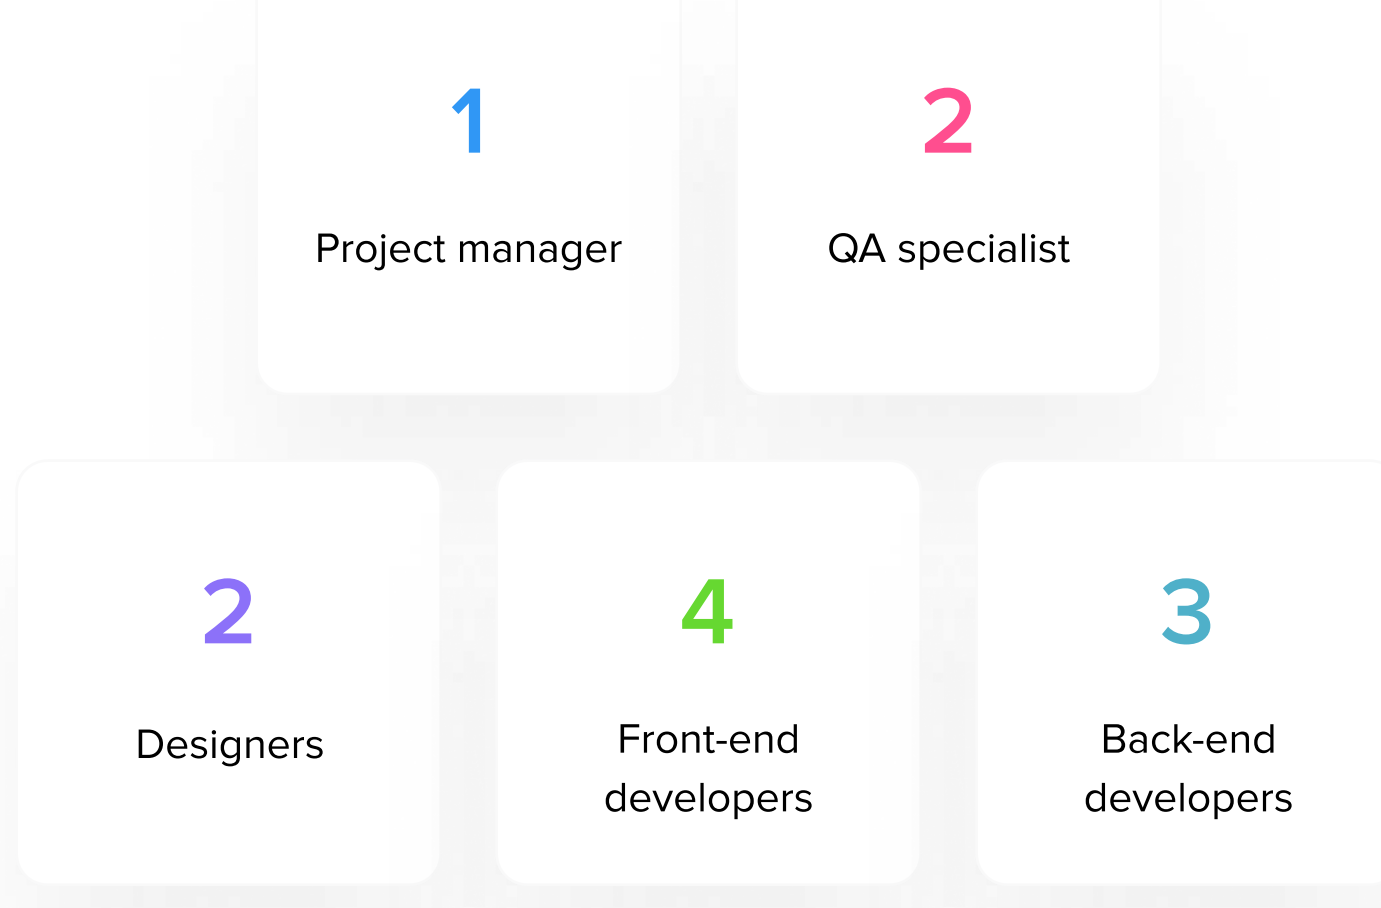 1
2
Project manager
QA specialist
2
4
3
Designers
Front-end
developers
Back-end
developers